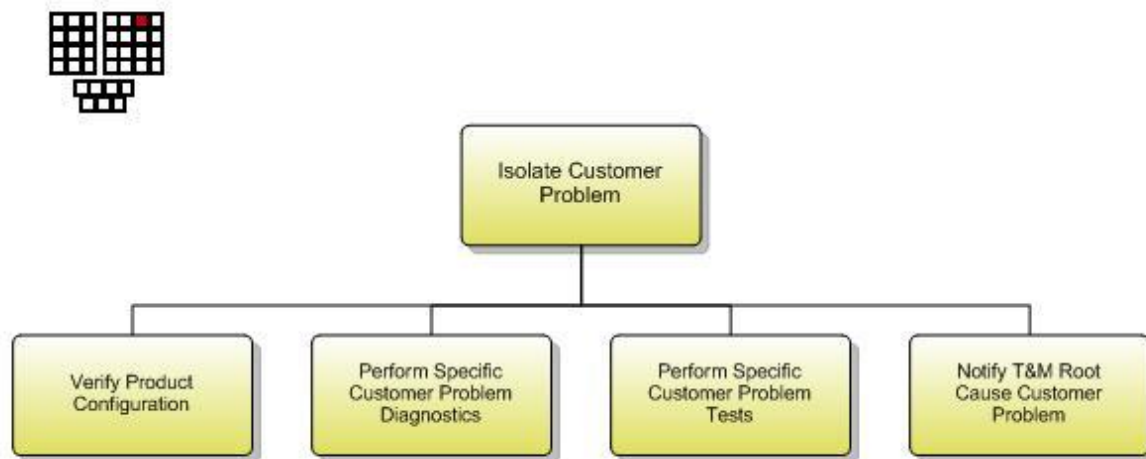 Isolate Customer
Problem
Verify Product
Configuration
Perform Specific
Customer Problem
Diagnostics
Perform Specific
Customer Problem
Tests
Notify T&M Root
Cause Customer
Problem